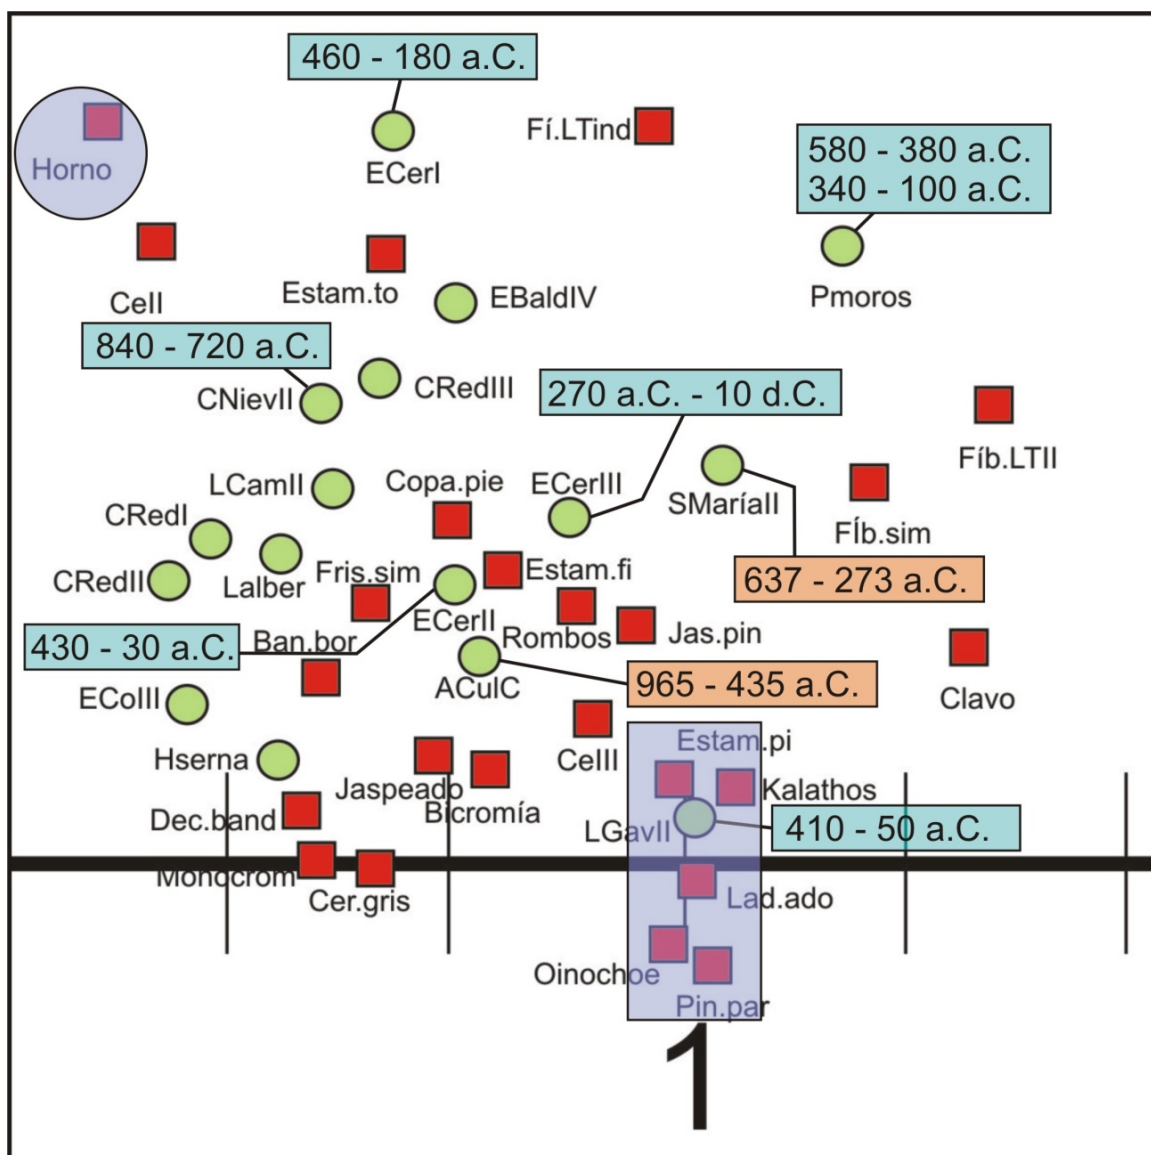 460 - 180 a.C.
Horno
ECerI
Fí.LTind
580 - 380 a.C.
340 - 100 a.C.
CeII
Estam.to
EBaldIV
Pmoros
840 - 720 a.C.
CNievII
CRedIII
270 a.C. - 10 d.C.
Fíb.LTII
LCamII
Copa.pie
ECerIII
SMaríaII
CRedI
FÍb.sim
CRedII
Lalber
Fris.sim
Estam.fi
637 - 273 a.C.
430 - 30 a.C.
Ban.bor
ECerII
Rombos
Jas.pin
ECoIII
ACulC
965 - 435 a.C.
Clavo
Hserna
Jaspeado
Bicromía
CeIII
Estam.pi
Kalathos
Dec.band
LGavII
410 - 50 a.C.
Monocrom
Cer.gris
Lad.ado
Oinochoe
Pin.par
1